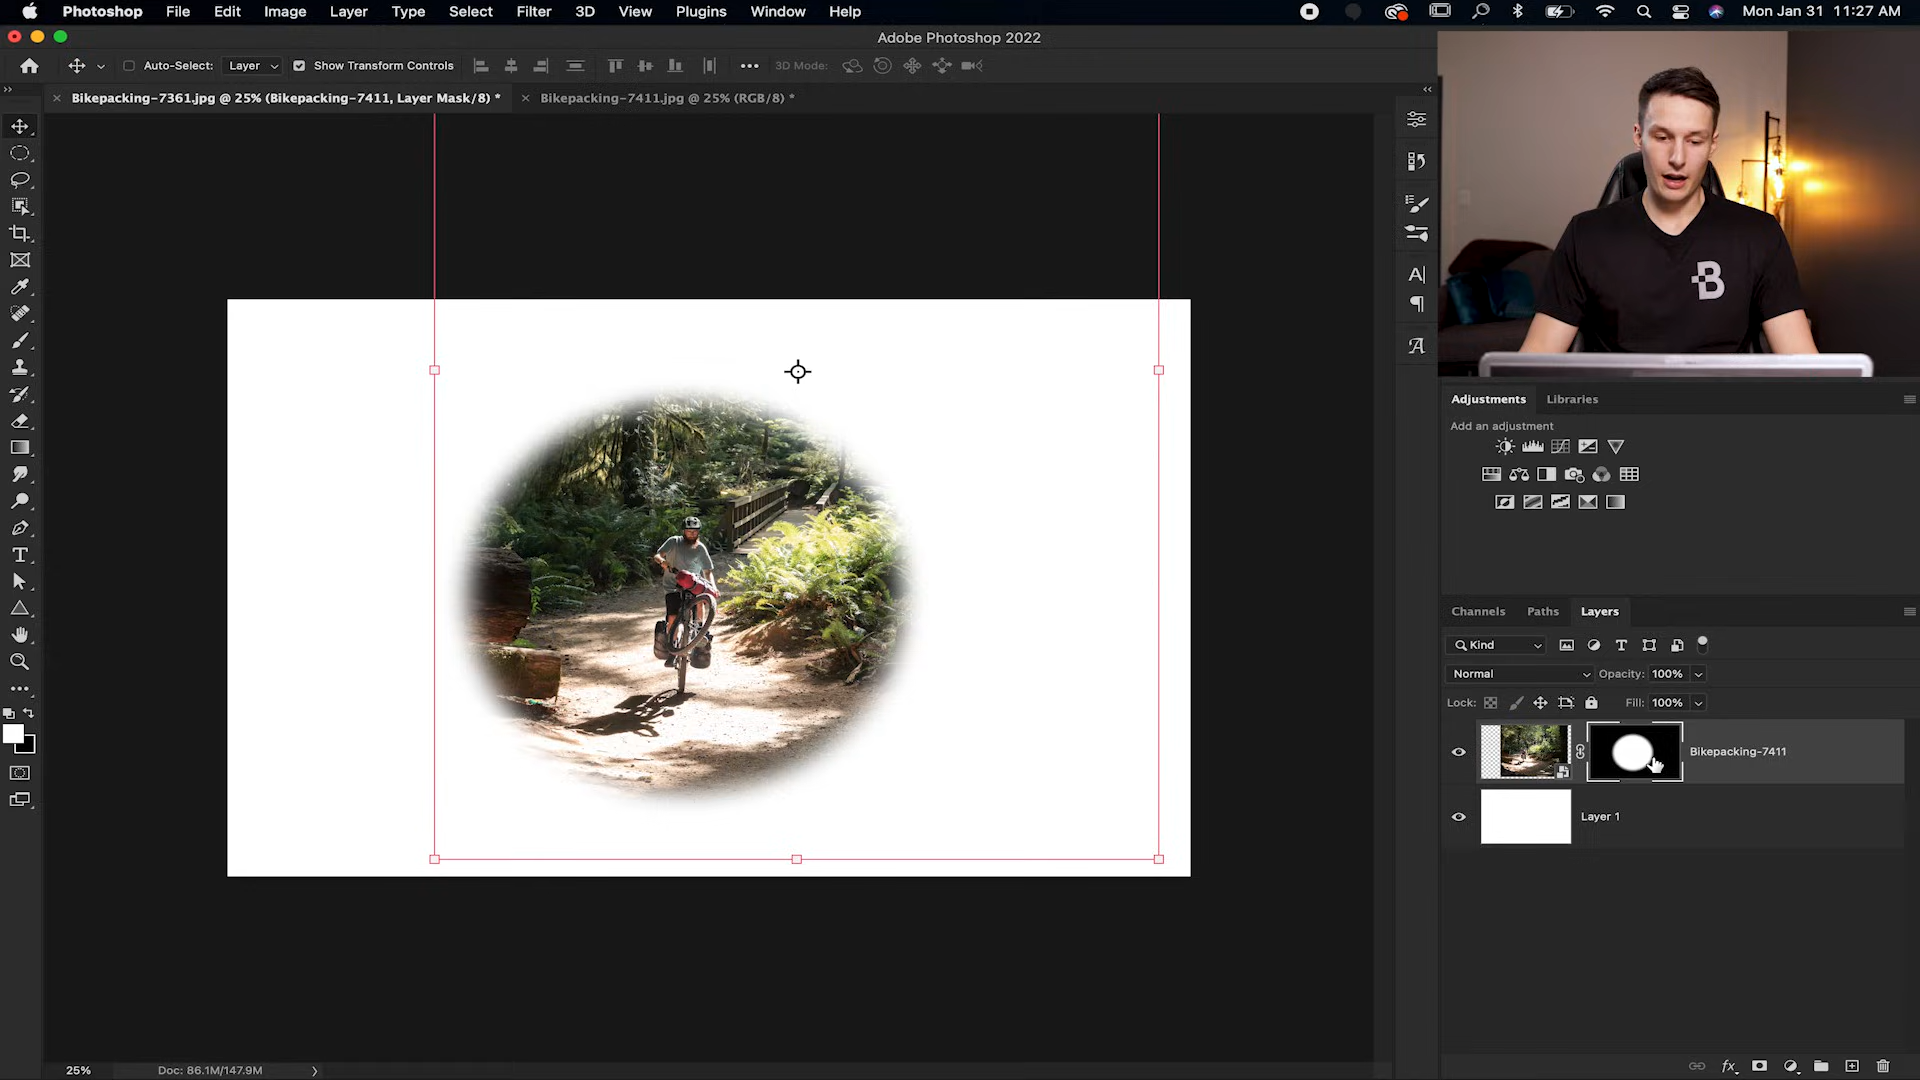 Photoshop File Edit Image Layer Type Select Filter 3D View Plugins Window Help Mon Jan 31 11:27 AM
Adobe Photoshop 2022
Auto-Select: Layer Show Transform Controls 3D Mode:
Bikepacking-7361.jpg @ 25% (Bikepacking-7411, Layer Mask/8) * Bikepacking-7411.jpg @ 25% (RGB/8) *
B
Adjustments Libraries
Add an adjustment
Channels Paths Layers
Kind
Normal Opacity: 100%
Lock: Fill: 100%
Bikepacking-7411
Layer 1
25% Doc: 86.1M/147.9M